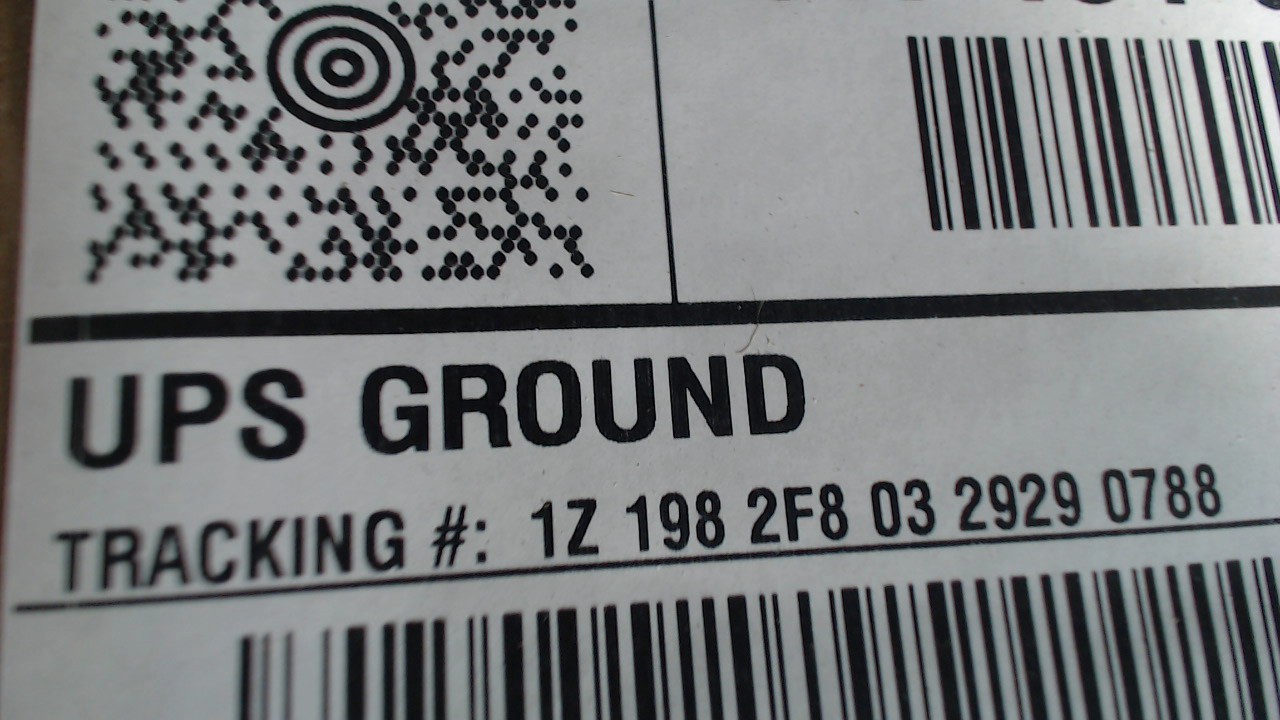 UPS GROUND
TRACKING #: 1Z 198 2F8 03 2929 0788